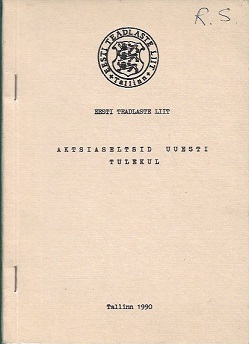 R. S.
EESTI TEADLASTE LIIT
Tallinn
EESTI TEADLASTE LIIT
AKTSIASELTSID UUESTI
TULEKUL
Tallinn 1990